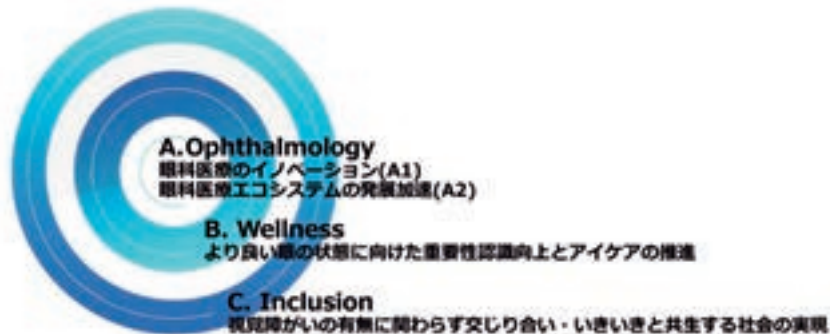 A.Ophthalmology
眼科医療のイノベーション(A1)
眼科医療エコシステムの発展加速(A2)
B. Wellness
より良い眼の状態に向けた重要性認識向上とアイケアの推進
C. Inclusion
視覚障がいの有無に関わらず交じり合い・いきいきと共生する社会の実現